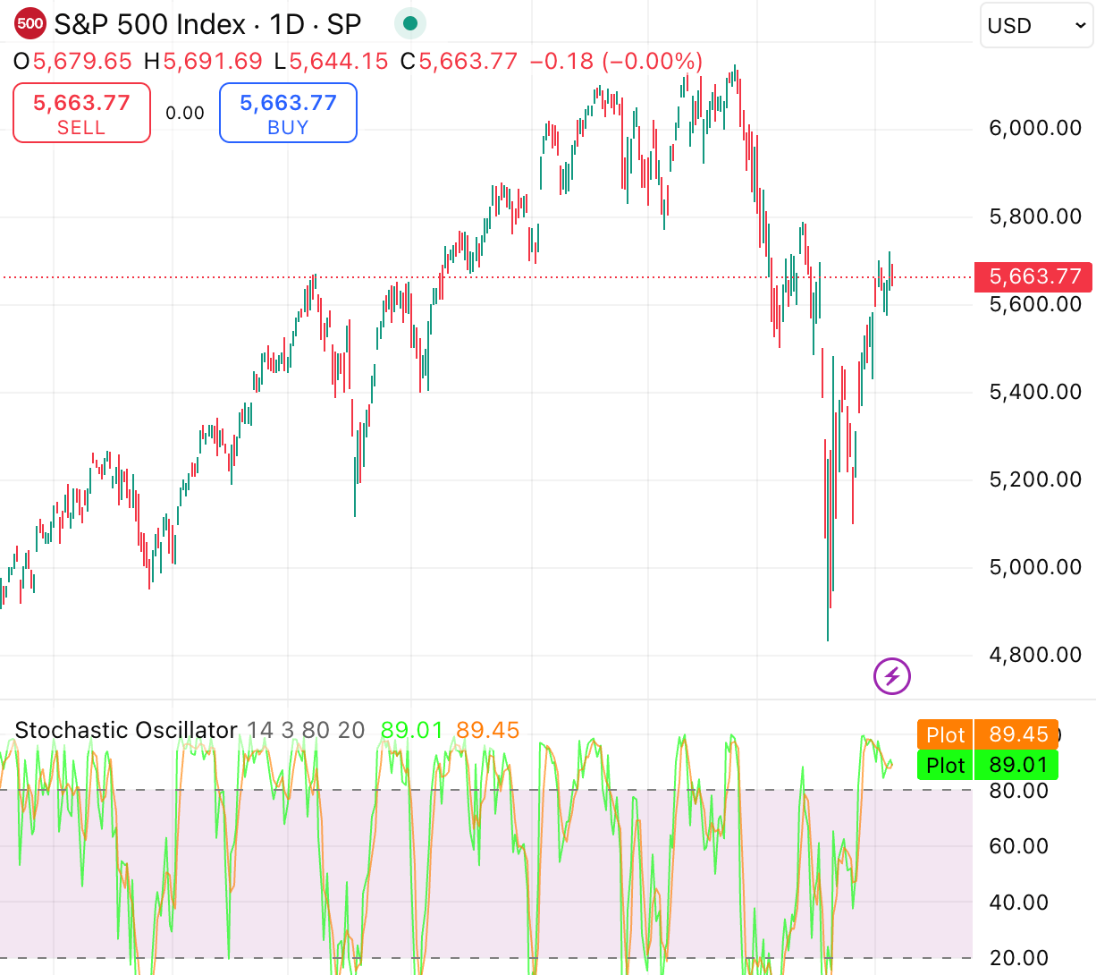 500 S&P 500 Index · 1D · SP
USD
O5,679.65 H5,691.69 L5,644.15 C5,663.77 −0.18 (−0.00%)
5,663.77
SELL
0.00
5,663.77
BUY
6,000.00
5,800.00
5,663.77
5,600.00
5,400.00
5,200.00
5,000.00
4,800.00
Stochastic Oscillator 14 3 80 20 89.01 89.45
Plot 89.45
Plot 89.01
80.00
60.00
40.00
20.00